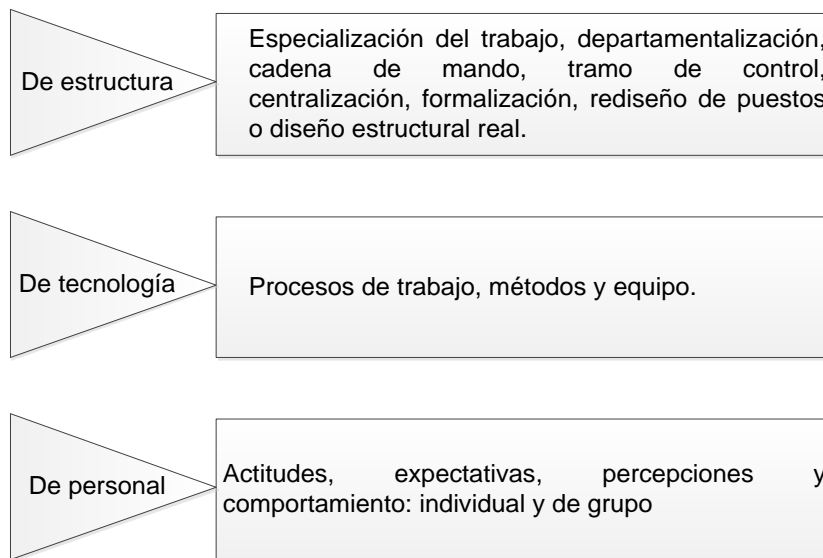 De estructura
Especialización del trabajo, departamentalización,
cadena de mando, tramo de control,
centralización, formalización, rediseño de puestos
o diseño estructural real.
De tecnología
Procesos de trabajo, métodos y equipo.
De personal
Actitudes, expectativas, percepciones y
comportamiento: individual y de grupo